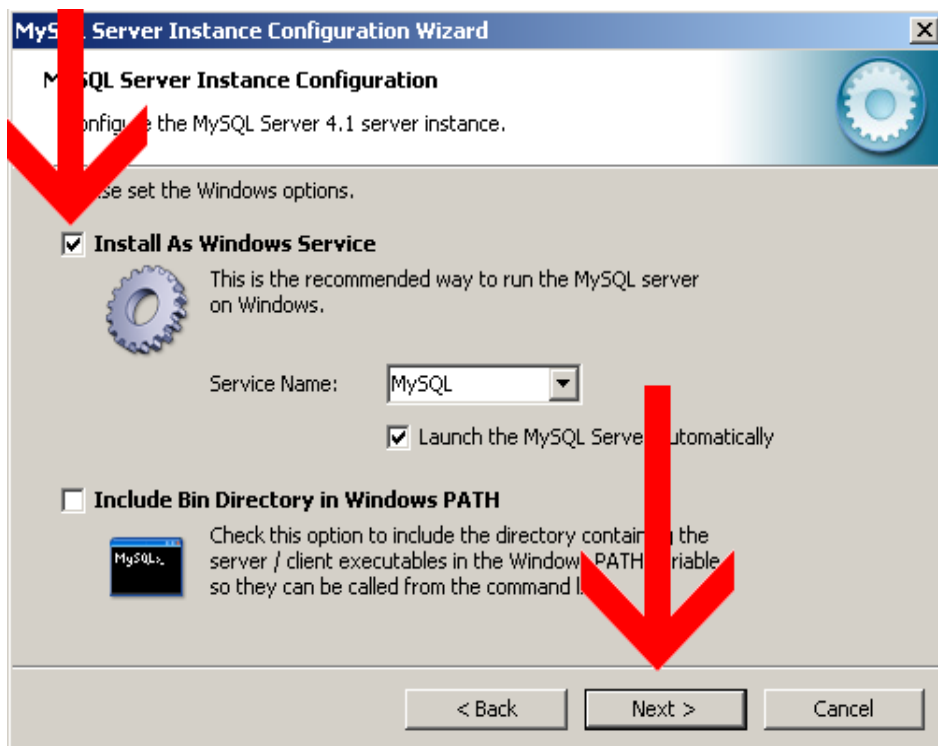 MyS Server Instance Configuration Wizard
M SQL Server Instance Configuration
onfigu the MySQL Server 4.1 server instance.
se set the Windows options.
Install As Windows Service
This is the recommended way to run the MySQL server
on Windows.
Service Name: MySQL
Launch the MySQL Server utomatically
Include Bin Directory in Windows PATH
Check this option to include the directory contain the
server / client executables in the Window PATH riable
so they can be called from the command l
MySQL>_
< Back Next > Cancel